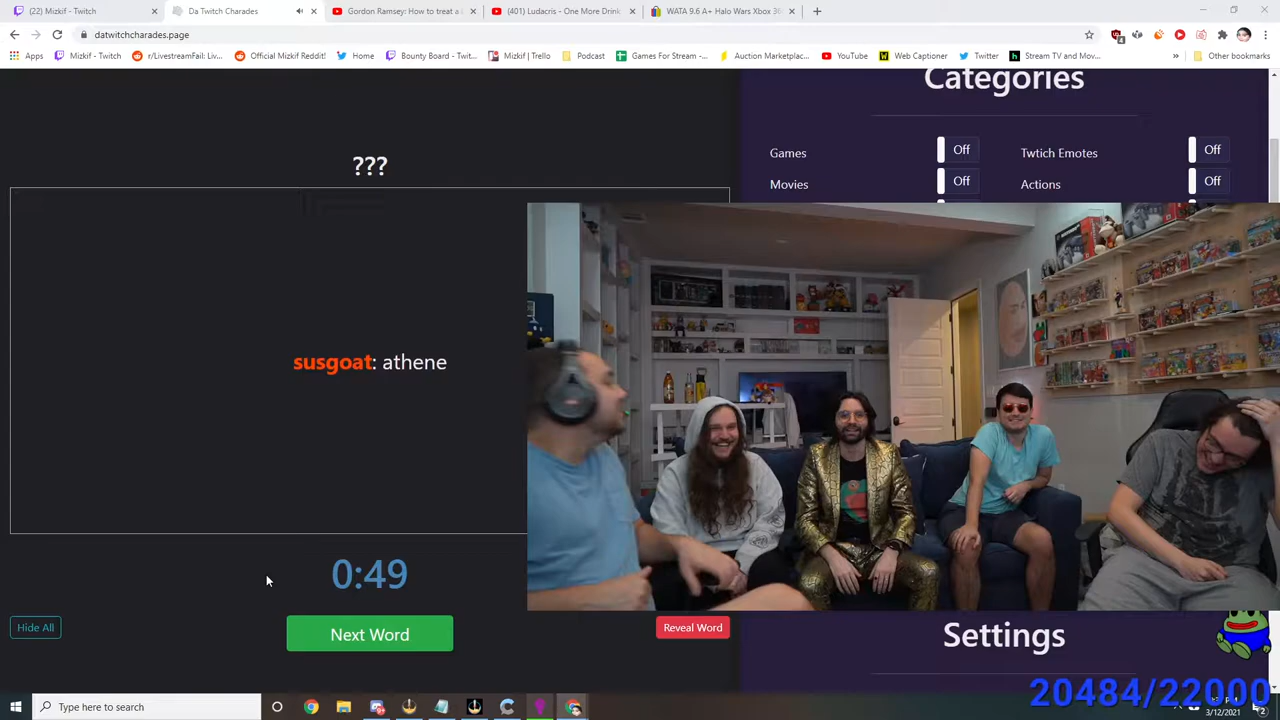 (22) Mizkif - Twitch
Da Twitch Charades
Gordon Ramsey: How to treat a
(401) Ludacris - One More Drink
WATA 9.6 A+ Halo Wars Xbox 36
datwitchcharades.page
Apps
Mizkif - Twitch
r/LivestreamFail: Liv...
Official Mizkif Reddit!
Home
Bounty Board - Twit...
Mizkif | Trello
Podcast
Games For Stream -...
Auction Marketplac...
YouTube
Web Captioner
Twitter
Stream TV and Mov...
»
Other bookmarks
Categories
Games
Off
Twtich Emotes
Off
Movies
Off
Actions
Off
???
susgoat: athene
0:49
Hide All
Next Word
Reveal Word
Settings
20484/22000
Type here to search
3/12/2021